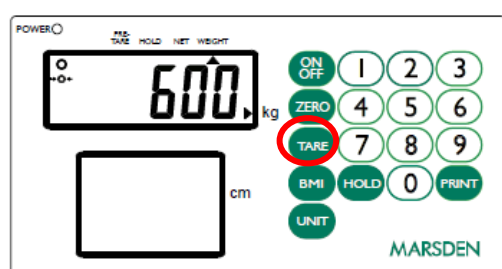 POWER
PRE-TARE HOLD NET WEIGHT
600 kg
cm
ON OFF 1 2 3
ZERO 4 5 6
TARE 7 8 9
BMI HOLD 0 PRINT
UNIT
MARSDEN